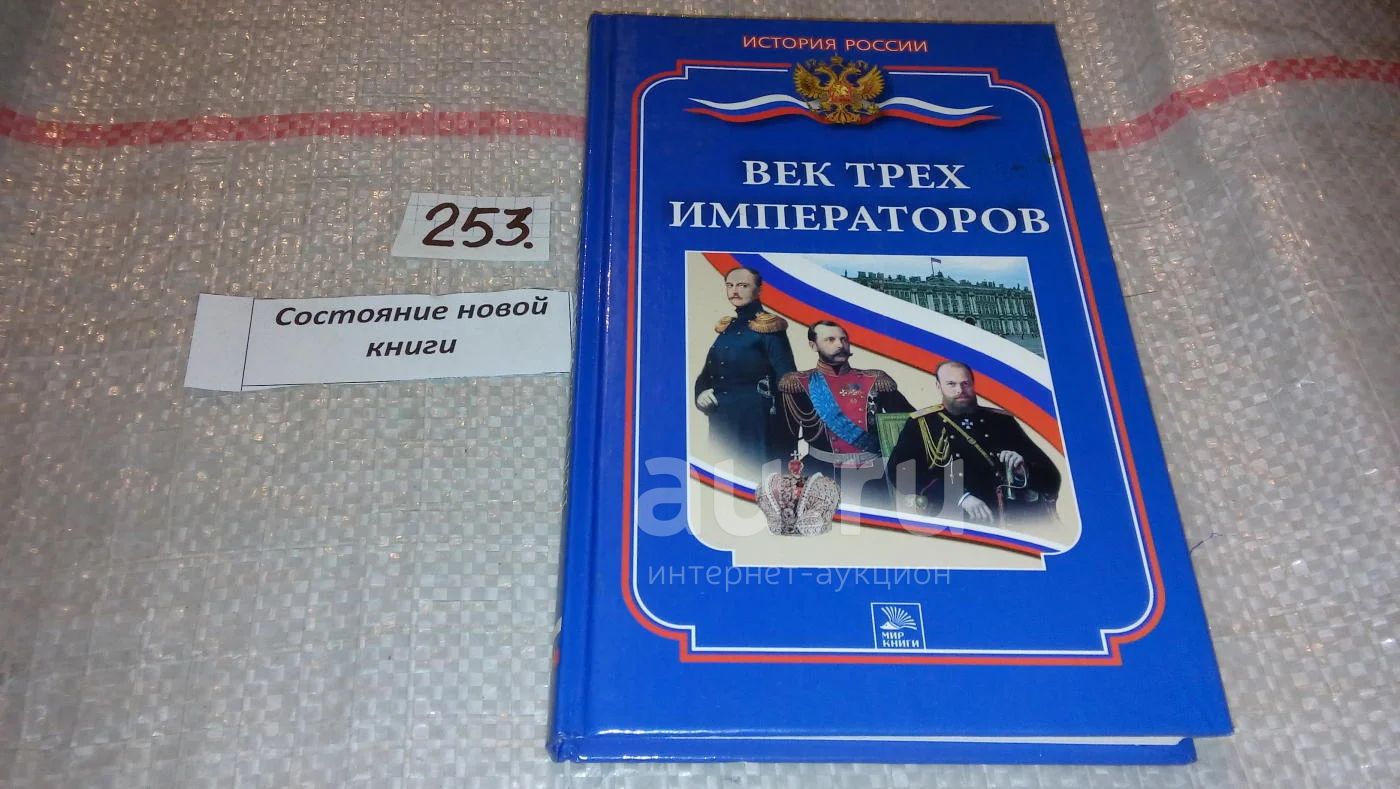 ИСТОРИЯ РОССИИ
ВЕК ТРЕХ
ИМПЕРАТОРОВ
253.
Состояние новой
книги
au.ru
интернет-аукцион
МИР
КНИГИ